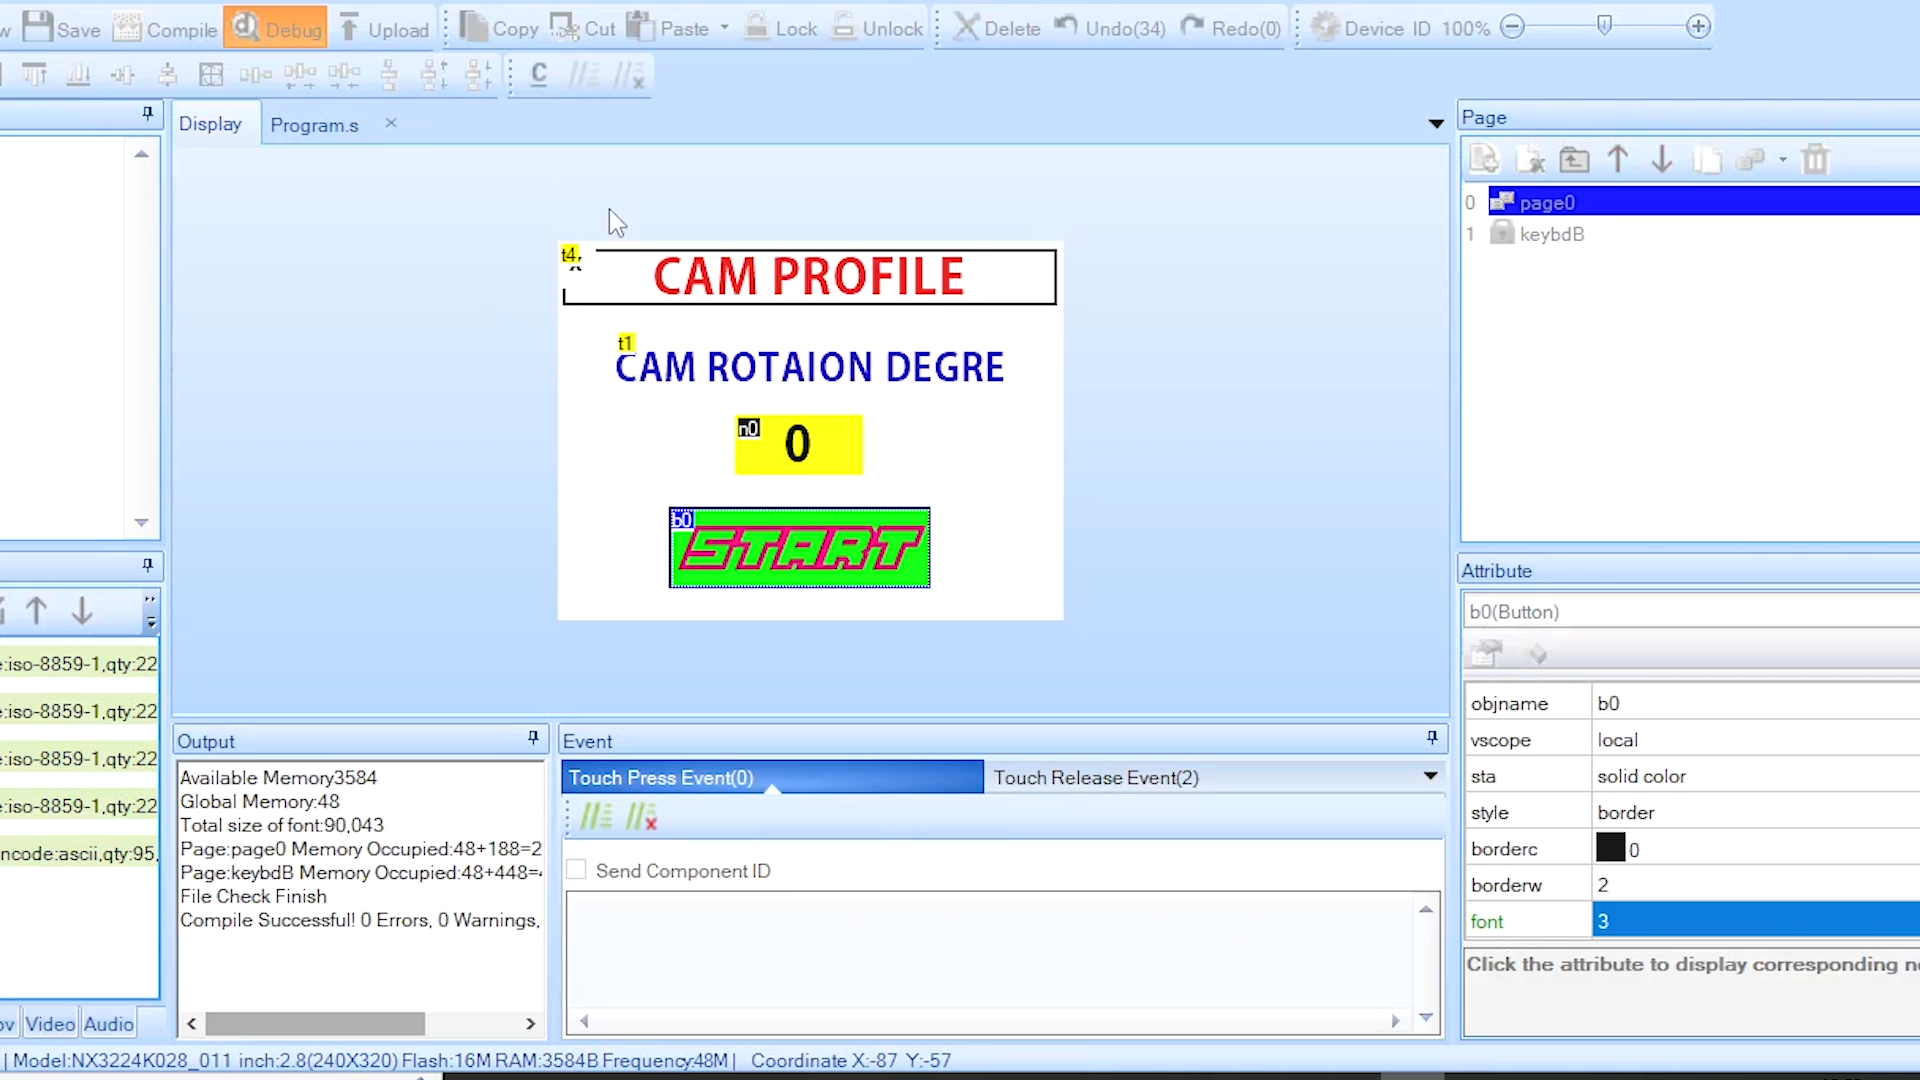 Save Compile Debug Upload Copy Cut Paste Lock Unlock Delete Undo(34) Redo(0) Device ID 100%
C
Display Program.s
Page
0 page0
1 keybdB
t4
CAM PROFILE
t1
CAM ROTAION DEGRE
n0
0
b0
START
:iso-8859-1,qty:22
:iso-8859-1,qty:22
:iso-8859-1,qty:22
:iso-8859-1,qty:22
ncode:ascii,qty:95,
Video Audio
Output
Available Memory3584
Global Memory:48
Total size of font:90,043
Page:page0 Memory Occupied:48+188=2
Page:keybdB Memory Occupied:48+448=
File Check Finish
Compile Successful! 0 Errors, 0 Warnings,
Event
Touch Press Event(0) Touch Release Event(2)
Send Component ID
Attribute
b0(Button)
objname b0
vscope local
sta solid color
style border
borderc 0
borderw 2
font 3
Click the attribute to display corresponding
Model:NX3224K028_011 inch:2.8(240X320) Flash:16M RAM:3584B Frequency:48M Coordinate X:-87 Y:-57